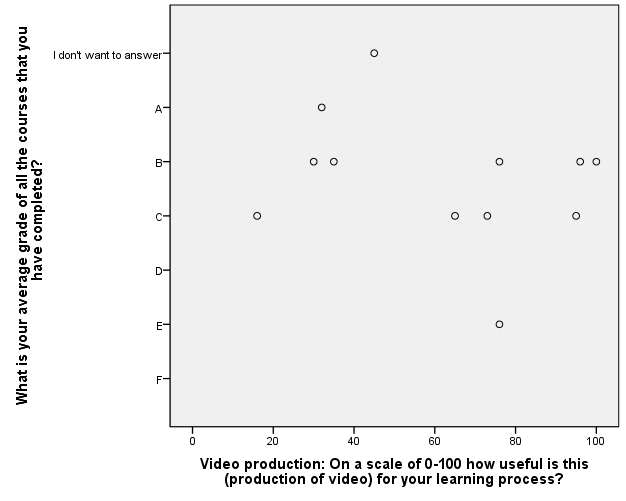 What is your average grade of all the courses that you
have completed?
I don't want to answer
A
B
C
D
E
F
0 20 40 60 80 100
Video production: On a scale of 0-100 how useful is this
(production of video) for your learning process?